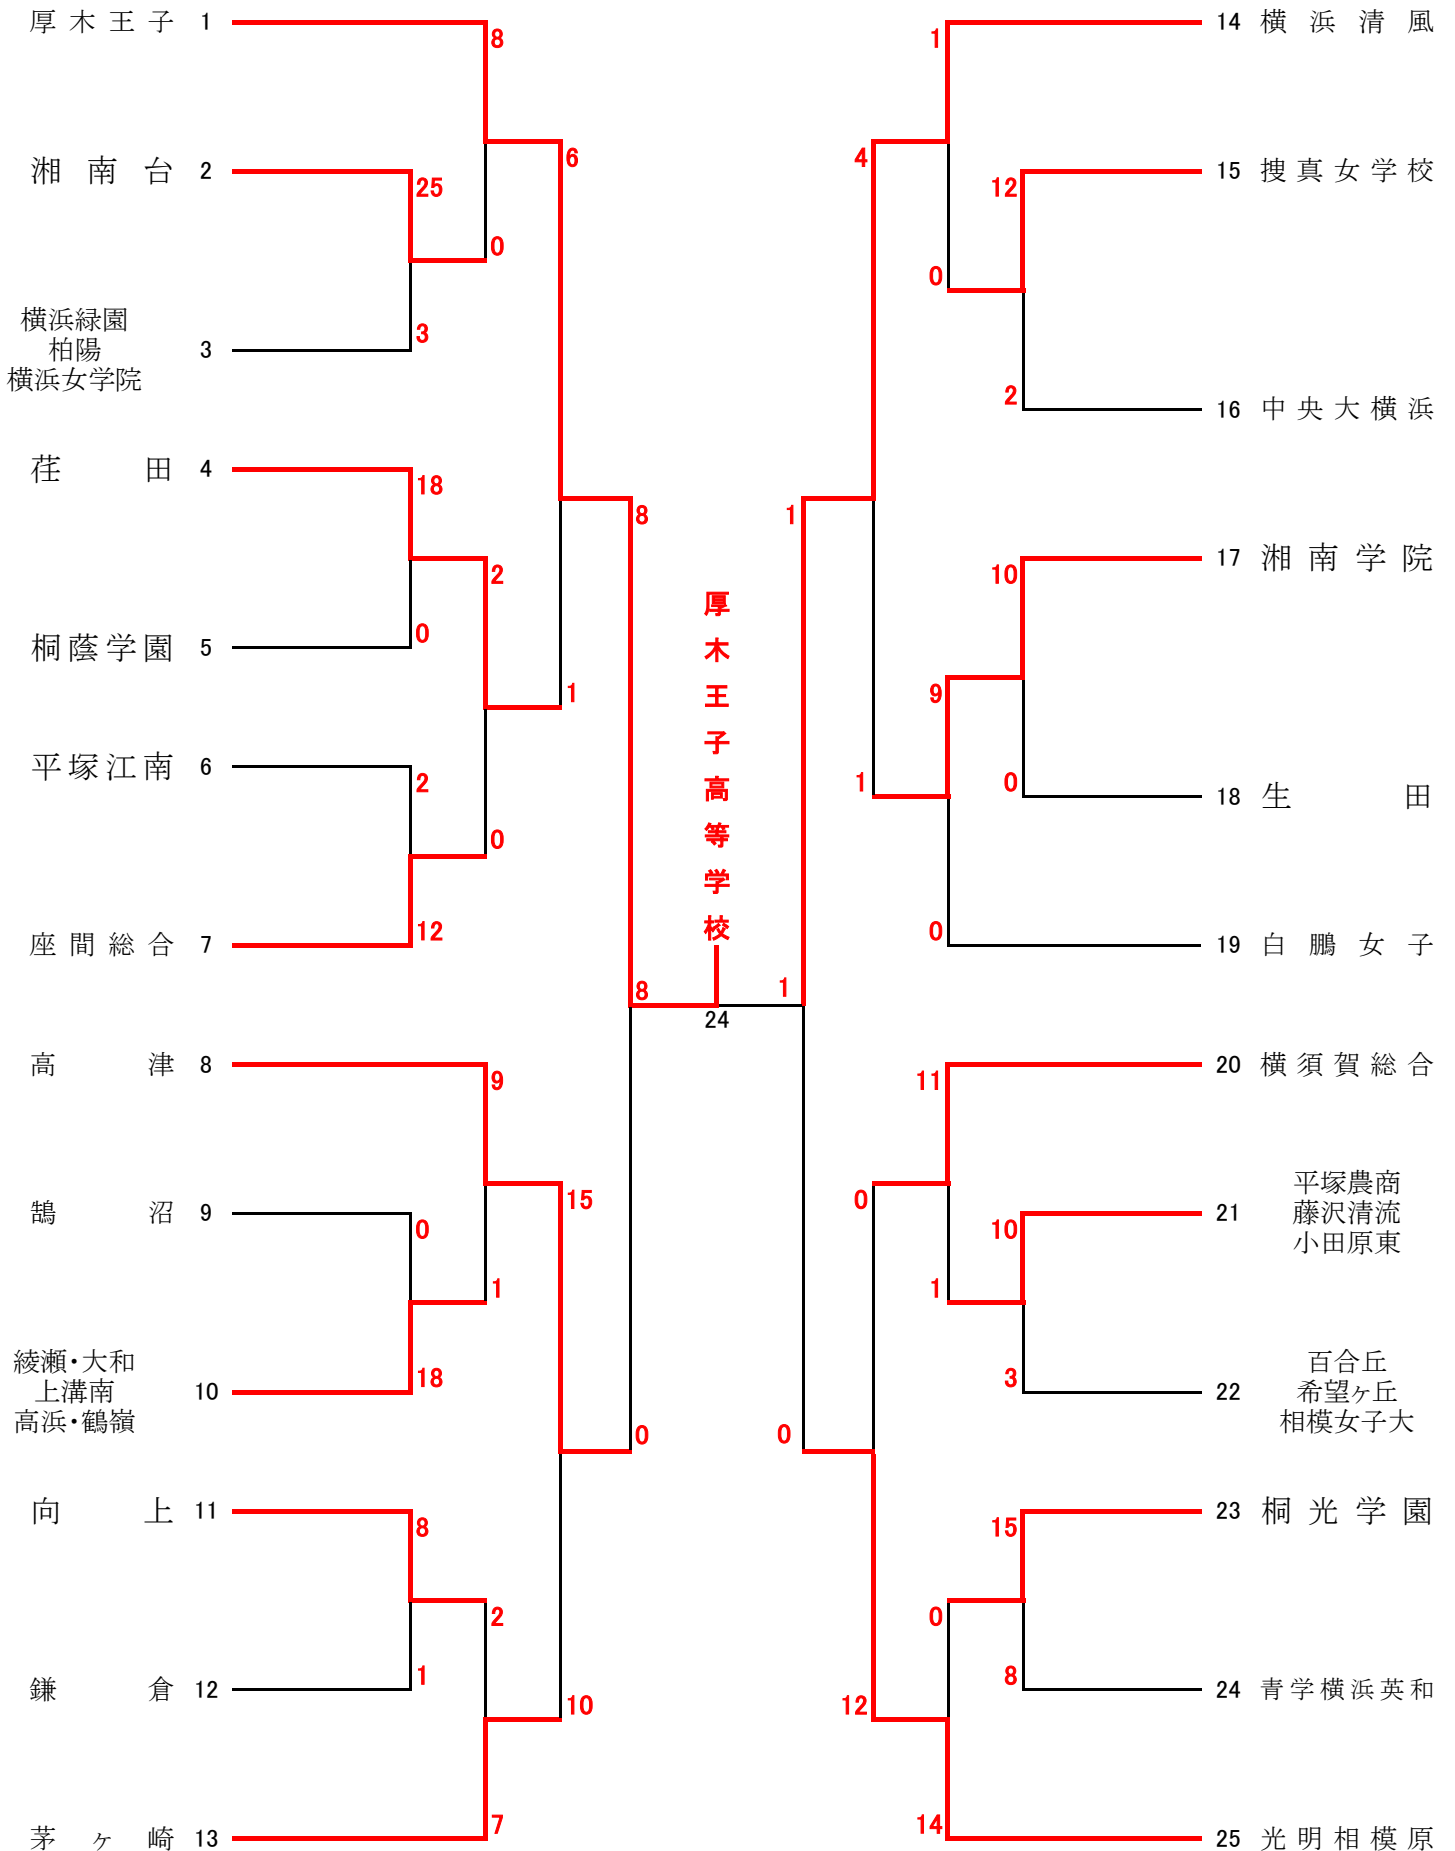 厚木王子 1
8
湘南台 2
25
6
0
横浜緑園
柏陽
横浜女学院
3
3
荏田 4
18
8
2
桐蔭学園 5
0
1
平塚江南 6
2
0
座間総合 7
12
8
高津 8
9
15
鵠沼 9
0
1
綾瀬・大和
上溝南
高浜・鶴嶺
10
18
0
向上 11
8
2
鎌倉 12
1
10
茅ヶ崎 13
7
厚木王子高等学校
24
14 横浜清風
1
4
15 捜真女学校
12
0
2
16 中央大横浜
1
17 湘南学院
10
9
1
0
18 生田
0
19 白鵬女子
1
20 横須賀総合
11
0
21
平塚農商
藤沢清流
小田原東
10
1
3
22
百合丘
希望ヶ丘
相模女子大
0
23 桐光学園
15
0
8
24 青学横浜英和
12
14
25 光明相模原